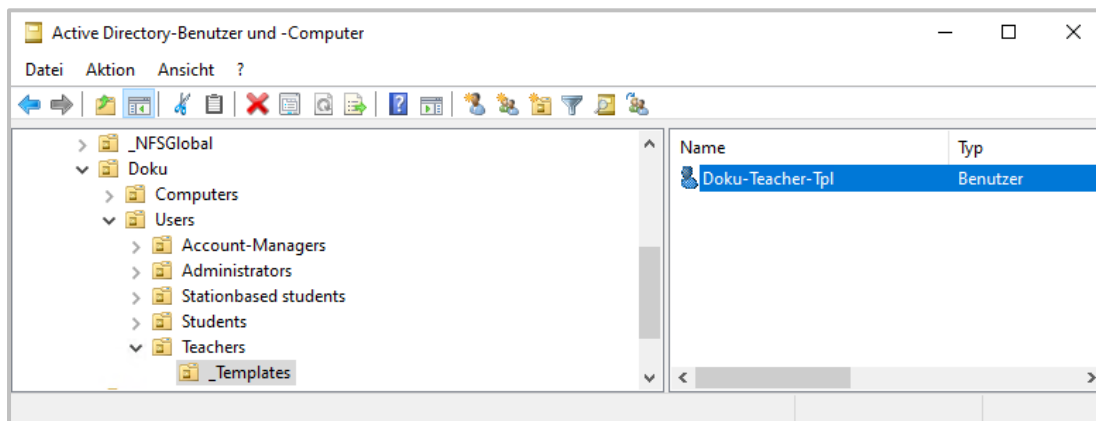 Active Directory-Benutzer und -Computer
Datei Aktion Ansicht ?
_NFSGlobal
Doku
Computers
Users
Account-Managers
Administrators
Stationbased students
Students
Teachers
_Templates
Name Typ
Doku-Teacher-Tpl Benutzer